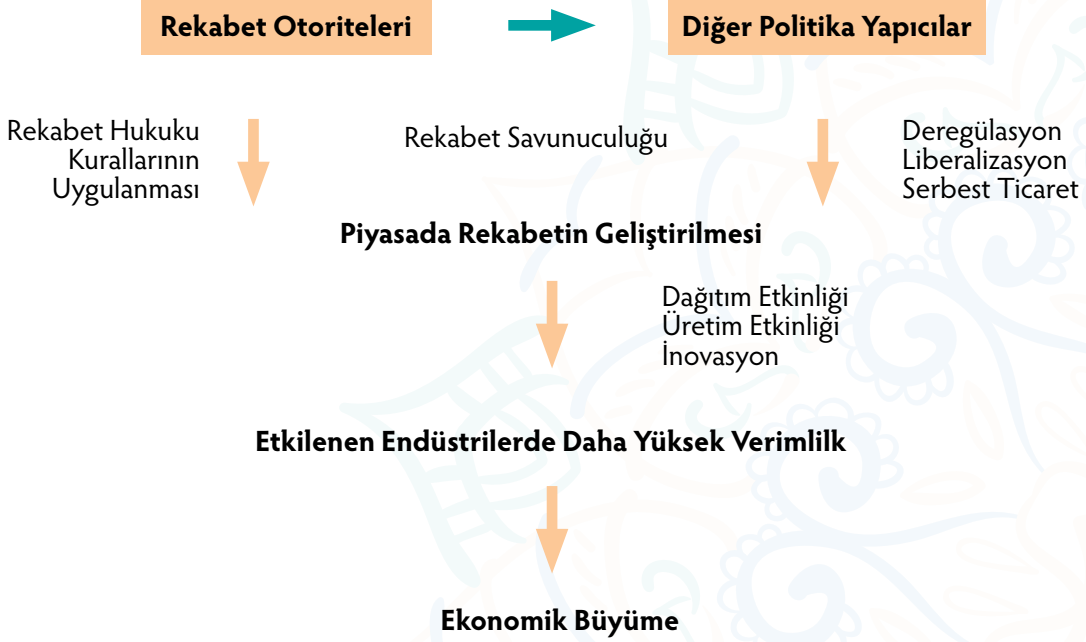 Rekabet Otoriteleri
Diğer Politika Yapıcılar
Rekabet Hukuku
Kurallarının
Uygulanması
Rekabet Savunuculuğu
Deregülasyon
Liberalizasyon
Serbest Ticaret
Piyasada Rekabetin Geliştirilmesi
Dağıtım Etkinliği
Üretim Etkinliği
İnovasyon
Etkilenen Endüstrilerde Daha Yüksek Verimlilk
Ekonomik Büyüme